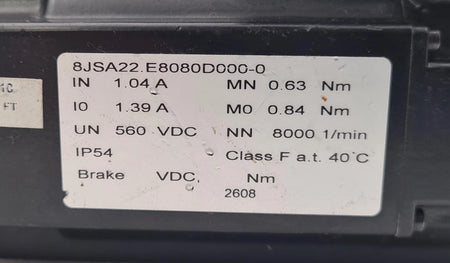 8JSA22.E8080D000-0
IN 1.04 A MN 0.63 Nm
I0 1.39 A M0 0.84 Nm
UN 560 VDC NN 8000 1/min
IP54 Class F a.t. 40°C
Brake VDC, Nm
2608
FT